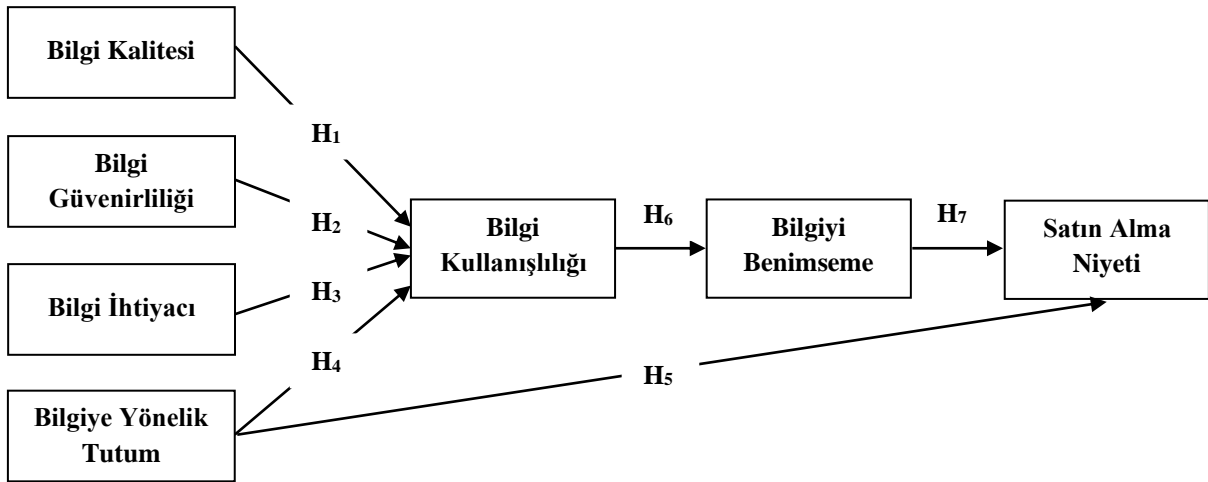 Bilgi Kalitesi
H1
Bilgi
Güvenirliliği
H2
Bilgi
Kullanışlılığı
H6
Bilgiyi
Benimseme
H7
Satın Alma
Niyeti
Bilgi İhtiyacı
H3
H4
H5
Bilgiye Yönelik
Tutum